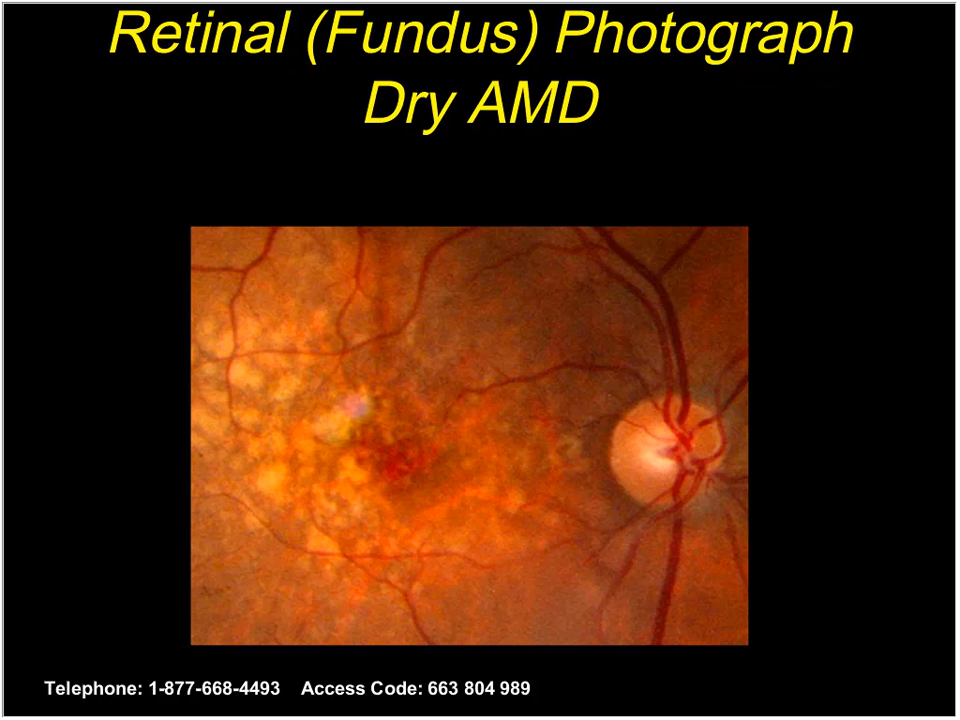 Retinal (Fundus) Photograph
Dry AMD
Telephone: 1-877-668-4493    Access Code: 663 804 989